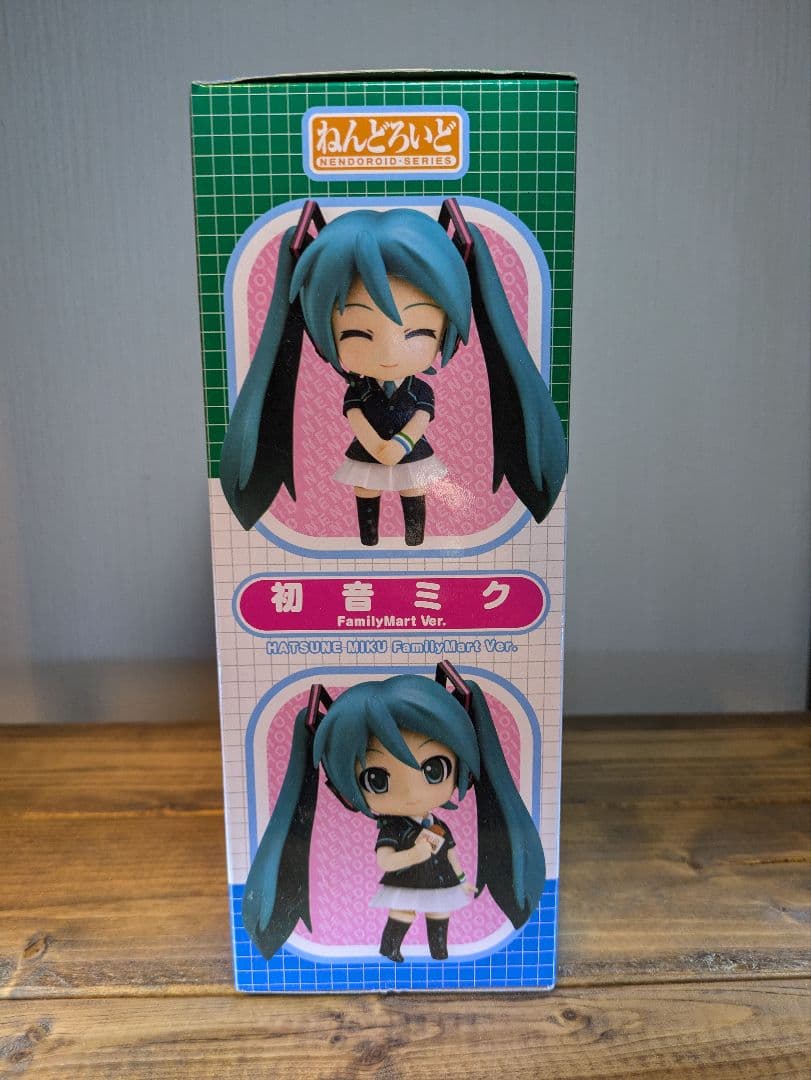 ねんどろいど
NENDOROID・SERIES
初音ミク
FamilyMart Ver.
HATSUNE MIKU FamilyMart Ver.